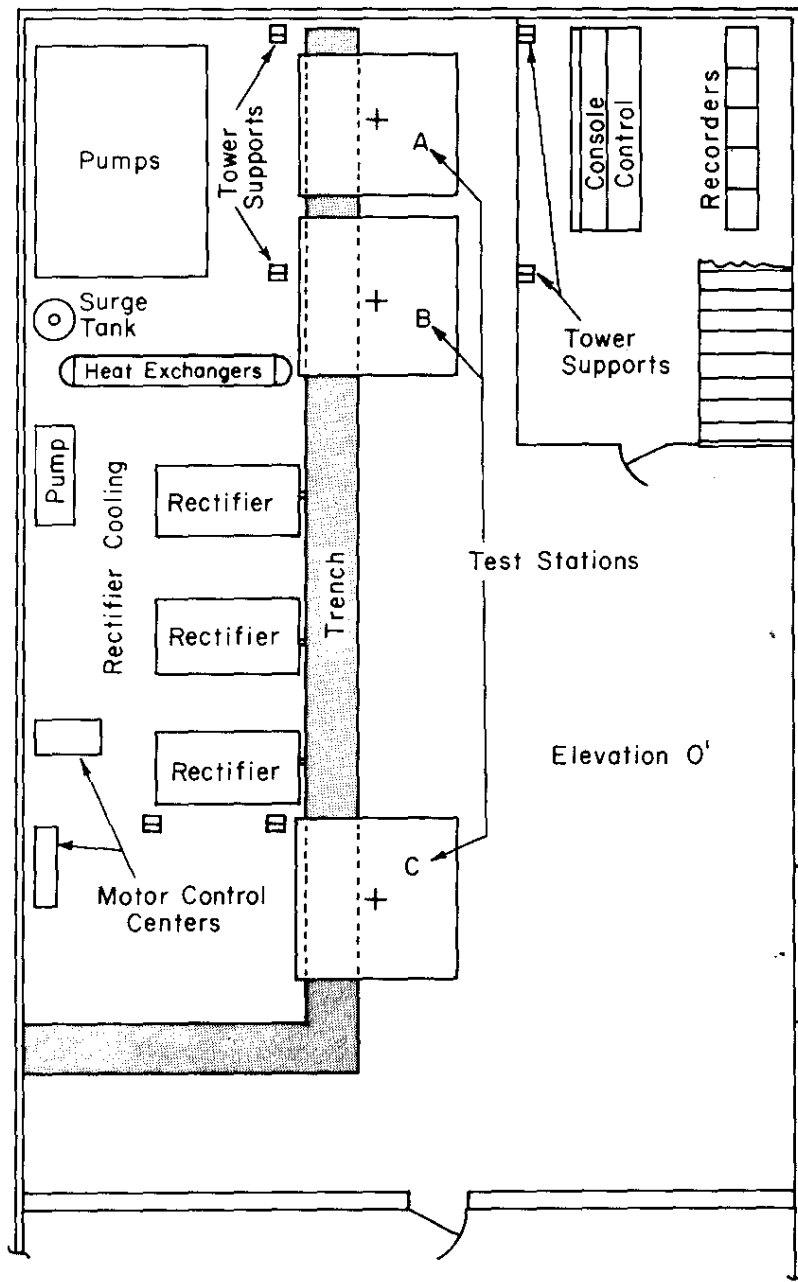 Pumps
Tower
Supports
A
Console
Control
Recorders
Surge
Tank
B
Tower
Supports
Heat Exchangers
Pump
Rectifier Cooling
Rectifier
Trench
Test Stations
Rectifier
Rectifier
Elevation 0'
C
Motor Control
Centers